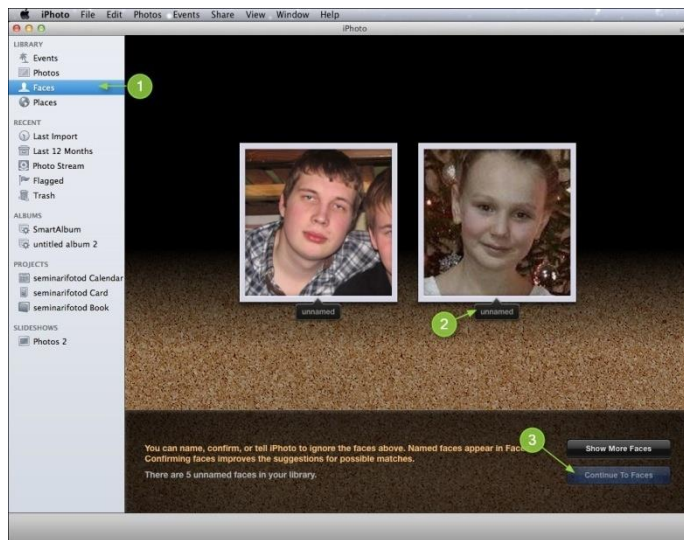 iPhoto File Edit Photos Events Share View Window Help
iPhoto
LIBRARY
Events
Photos
Faces
1
Places
RECENT
Last Import
Last 12 Months
Photo Stream
Flagged
Trash
ALBUMS
SmartAlbum
untitled album 2
PROJECTS
seminarifotod Calendar
seminarifotod Card
seminarifotod Book
SLIDESHOWS
Photos 2
unnamed
unnamed
2
You can name, confirm, or tell iPhoto to ignore the faces above. Named faces appear in Fac
Confirming faces improves the suggestions for possible matches.
There are 5 unnamed faces in your library.
3
Show More Faces
Continue To Faces